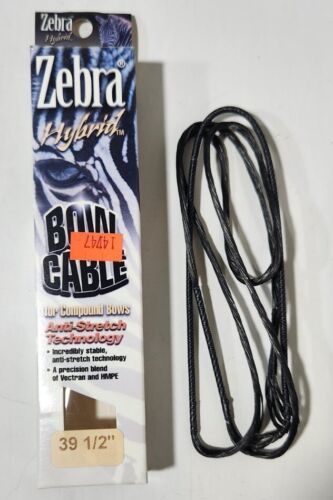 Zebra
Hybrid
Zebra®
Hybrid™
BOW
14747
CABLE
for Compound Bows
Anti-Stretch
Technology
• Incredibly stable,
anti-stretch technology
• A precision blend
of Vectran and HMPE
39 1/2"